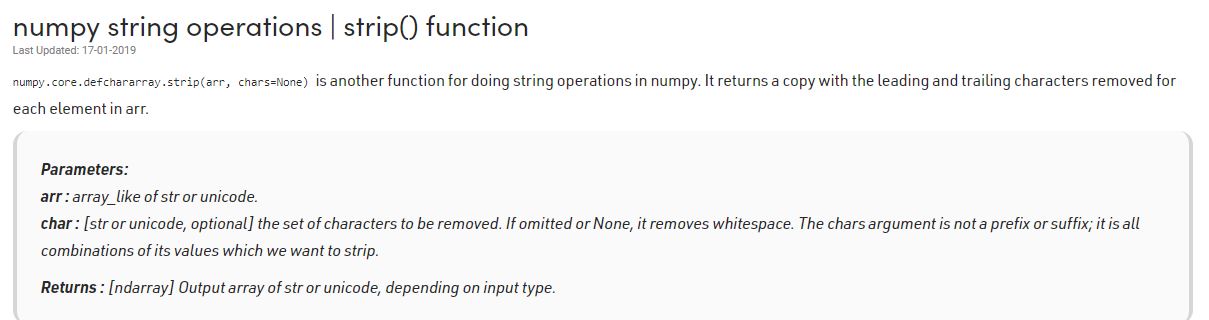 numpy string operations | strip() function
Last Updated: 17-01-2019
numpy.core.defchararray.strip(arr, chars=None) is another function for doing string operations in numpy. It returns a copy with the leading and trailing characters removed for
each element in arr.
Parameters:
arr : array_like of str or unicode.
char : [str or unicode, optional] the set of characters to be removed. If omitted or None, it removes whitespace. The chars argument is not a prefix or suffix; it is all
combinations of its values which we want to strip.
Returns : [ndarray] Output array of str or unicode, depending on input type.